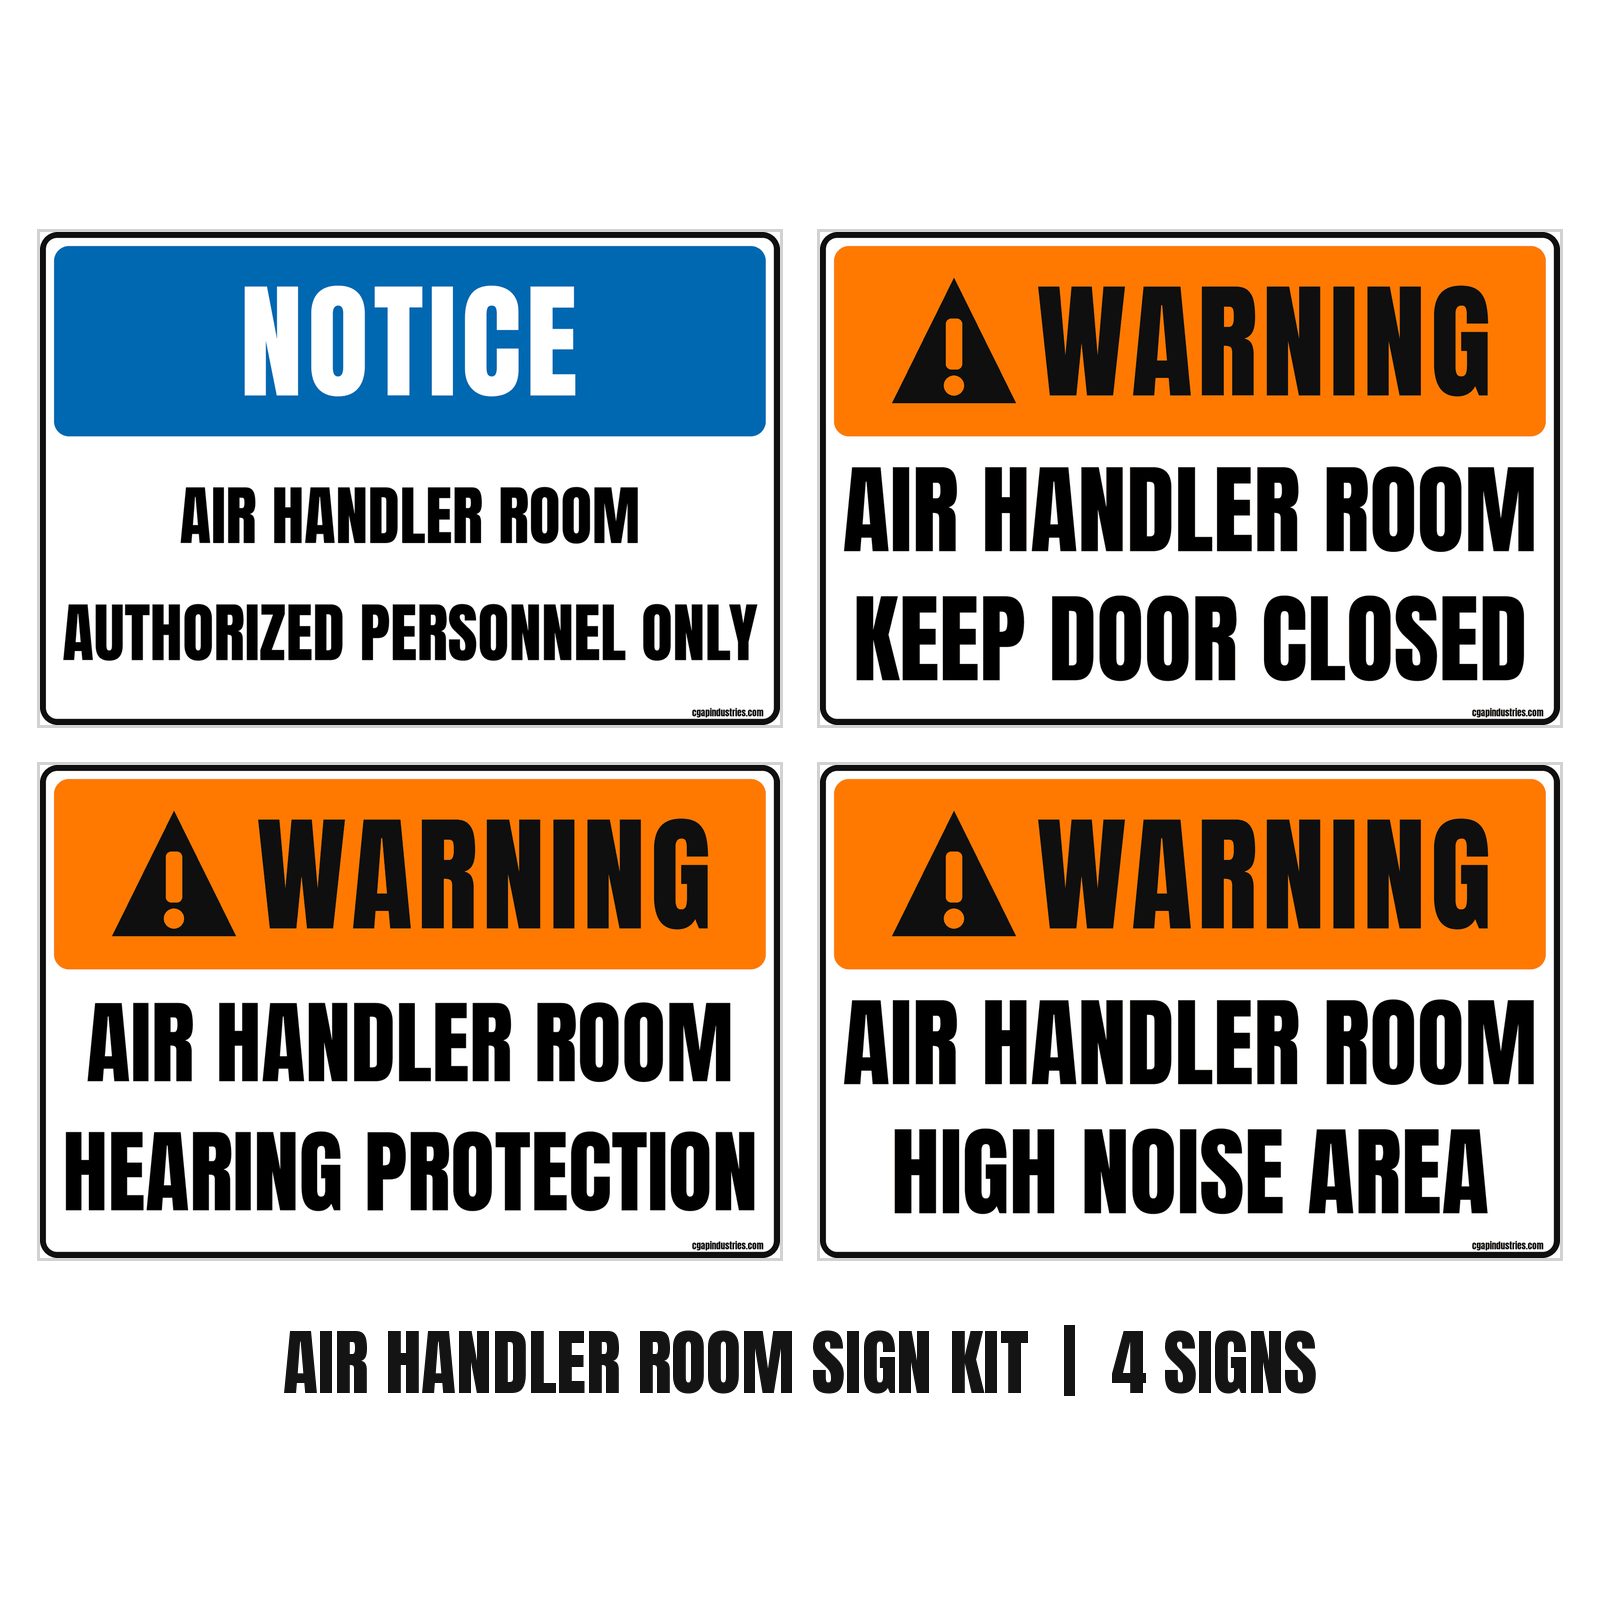 NOTICE
AIR HANDLER ROOM
AUTHORIZED PERSONNEL ONLY
cgapindustries.com
WARNING
AIR HANDLER ROOM
KEEP DOOR CLOSED
cgapindustries.com
WARNING
AIR HANDLER ROOM
HEARING PROTECTION
cgapindustries.com
WARNING
AIR HANDLER ROOM
HIGH NOISE AREA
cgapindustries.com
AIR HANDLER ROOM SIGN KIT | 4 SIGNS